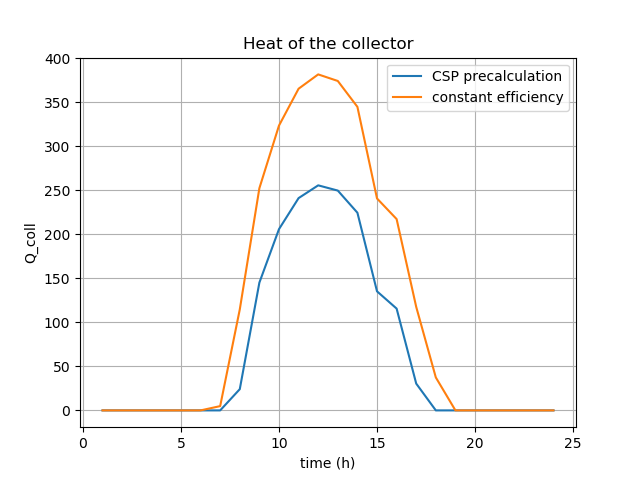 Heat of the collector
CSP precalculation
constant efficiency
Q_coll
400
350
300
250
200
150
100
50
0
0 5 10 15 20 25
time (h)